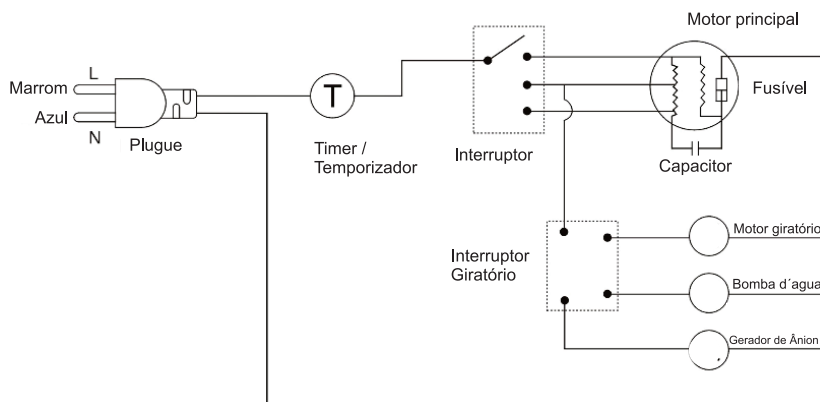 Motor principal
Marrom
L
Azul
N
Plugue
T
Timer /
Temporizador
Interruptor
Fusível
Capacitor
Interruptor
Giratório
Motor giratório
Bomba d´agua
Gerador de Ânion